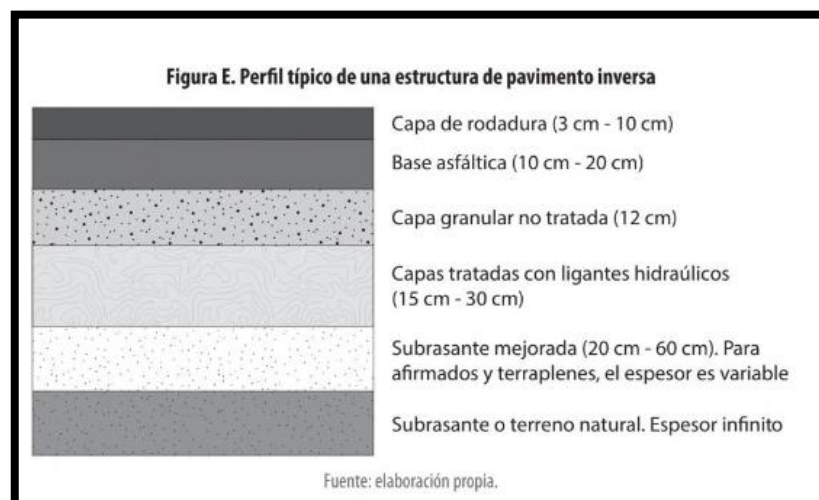 Figura E. Perfil típico de una estructura de pavimento inversa
Capa de rodadura (3 cm - 10 cm)
Base asfáltica (10 cm - 20 cm)
Capa granular no tratada (12 cm)
Capas tratadas con ligantes hidraúlicos
(15 cm - 30 cm)
Subrasante mejorada (20 cm - 60 cm). Para
afirmados y terraplenes, el espesor es variable
Subrasante o terreno natural. Espesor infinito
Fuente: elaboración propia.